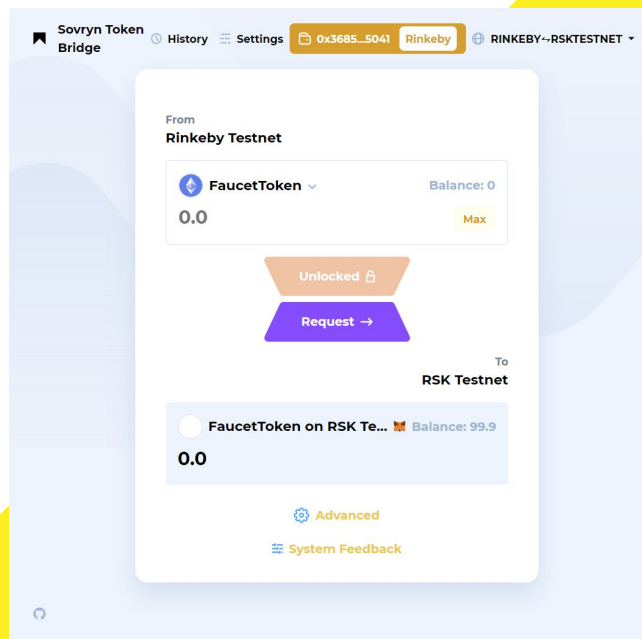 Sovryn Token
Bridge
History
Settings
0x3685...5041
Rinkeby
RINKEBY↔RSKTESTNET
From
Rinkeby Testnet
FaucetToken
Balance: 0
0.0
Max
Unlocked
Request →
To
RSK Testnet
FaucetToken on RSK Te...
Balance: 99.9
0.0
Advanced
System Feedback